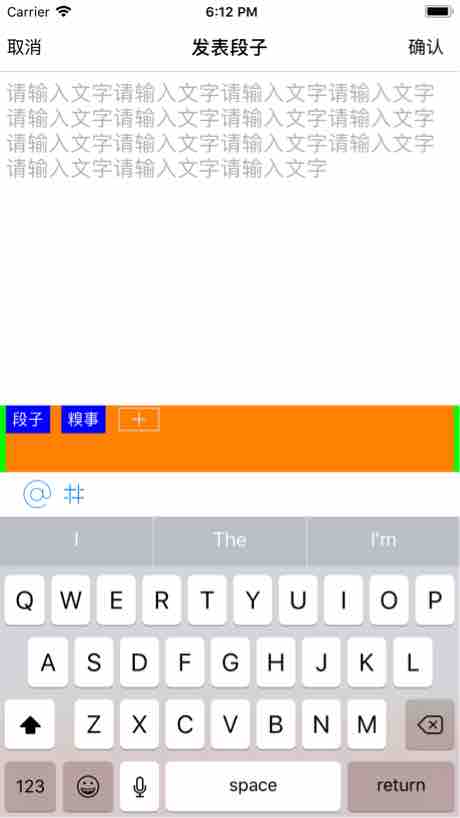 Carrier 6:12 PM
取消 发表段子 确认
请输入文字请输入文字请输入文字请输入文字
请输入文字请输入文字请输入文字请输入文字
请输入文字请输入文字请输入文字请输入文字
请输入文字请输入文字请输入文字
段子 糗事 +
@ #
I The I'm
Q W E R T Y U I O P
A S D F G H J K L
Z X C V B N M
123 space return